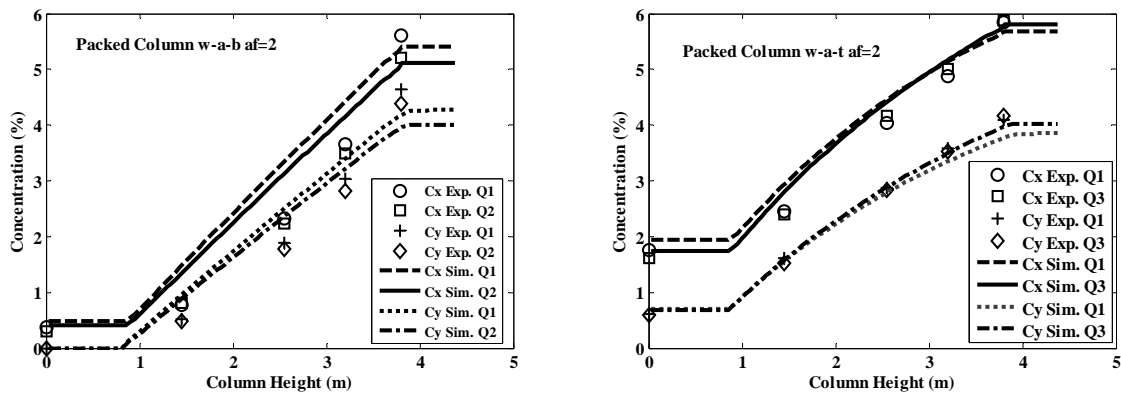 Packed Column w-a-b af=2
Concentration (%)
6
5
4
3
2
1
0
Cx Exp. Q1
Cx Exp. Q2
Cy Exp. Q1
Cy Exp. Q2
Cx Sim. Q1
Cx Sim. Q2
Cy Sim. Q1
Cy Sim. Q2
0 1 2 3 4 5
Column Height (m)
Packed Column w-a-t af=2
Concentration (%)
6
5
4
3
2
1
0
Cx Exp. Q1
Cx Exp. Q3
Cy Exp. Q1
Cy Exp. Q3
Cx Sim. Q1
Cx Sim. Q3
Cy Sim. Q1
Cy Sim. Q3
0 1 2 3 4 5
Column Height (m)